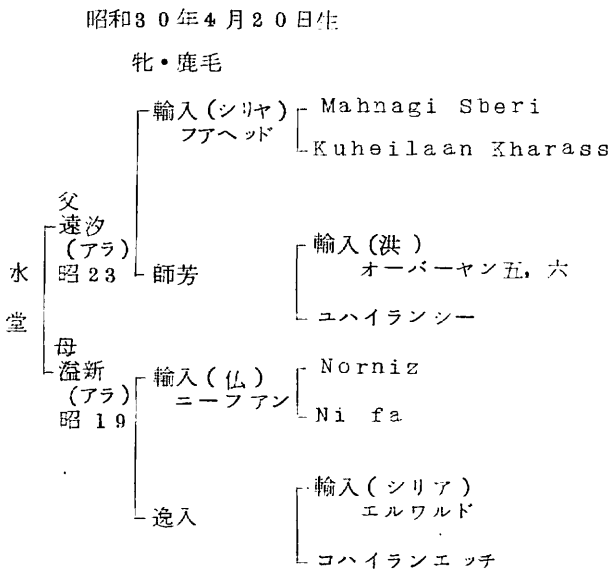 昭和30年4月20日生
牝・鹿毛
輸入(シリヤ)
フアヘッド
Mahnagi Sberi
Kuheilaan Kharass
父
遠汐
(アラ)
昭23
師芳
輸入(洪)
オーバーヤン五,六
ユハイランシー
水堂
母
溢新
(アラ)
昭19
輸入(仏)
ニーフアン
Norniz
Ni fa
逸入
輸入(シリア)
エルワルド
コハイランエッチ